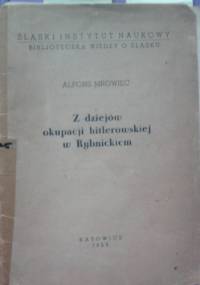 ŚLĄSKI INSTYTUT NAUKOWY
BIBLIOTECZKA WIEDZY O ŚLĄSKU
ALFONS MROWIEC
Z dziejów
okupacji hitlerowskiej
w Rybnickiem
KATOWICE